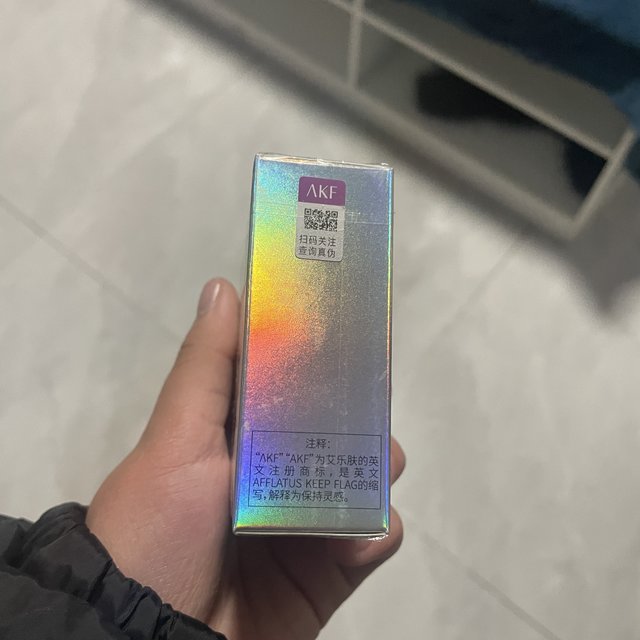 ΛKF
扫码关注
查询真伪
注释：
“ΛKF”“AKF”为艾乐肤的英
文注册商标，是英文
AFFLATUS KEEP FLAG的缩
写，解释为保持灵感。